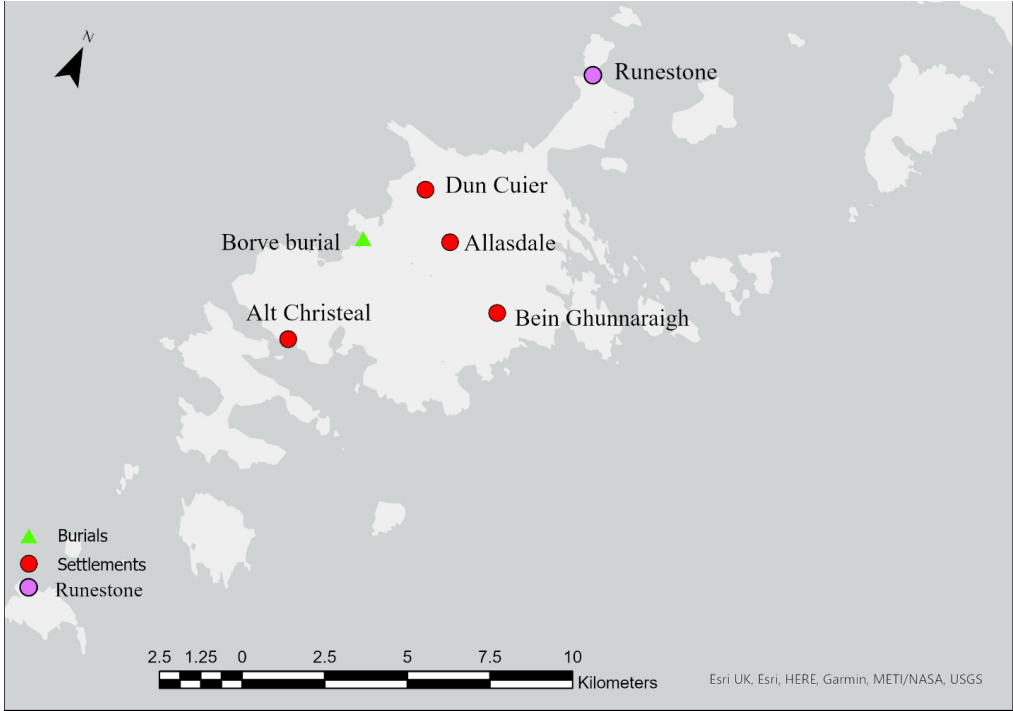 N
Runestone
Dun Cuier
Borve burial
Allasdale
Alt Christeal
Bein Ghunnaraigh
Burials
Settlements
Runestone
2.5 1.25 0 2.5 5 7.5 10
Kilometers
Esri UK, Esri, HERE, Garmin, METI/NASA, USGS